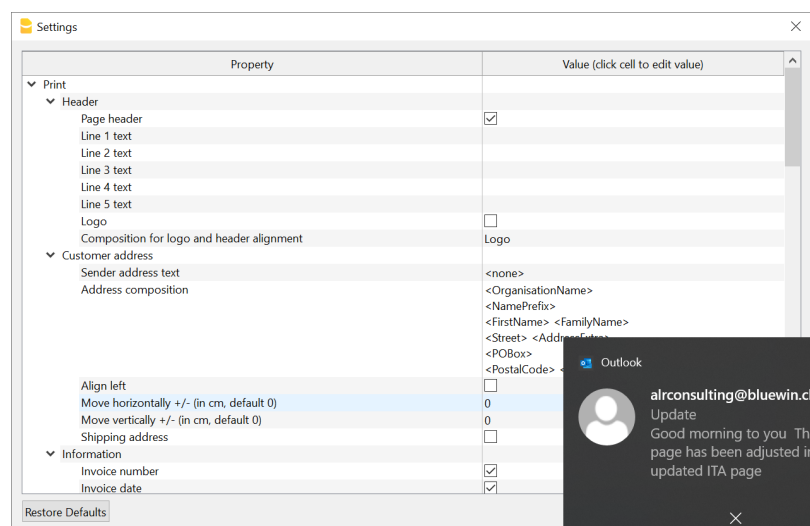 Settings
Property Value (click cell to edit value)
Print
Header
Page header
Line 1 text
Line 2 text
Line 3 text
Line 4 text
Line 5 text
Logo
Composition for logo and header alignment Logo
Customer address
Sender address text <none>
Address composition <OrganisationName>
<NamePrefix>
<FirstName> <FamilyName>
<Street>
<POBox>
<PostalCode> <
Align left
Move horizontally +/- (in cm, default 0) 0
Move vertically +/- (in cm, default 0) 0
Shipping address
Information
Invoice number
Invoice date
Restore Defaults
Outlook
alrconsulting@bluewin.c
Update
Good morning to you
page has been adjusted
updated ITA page